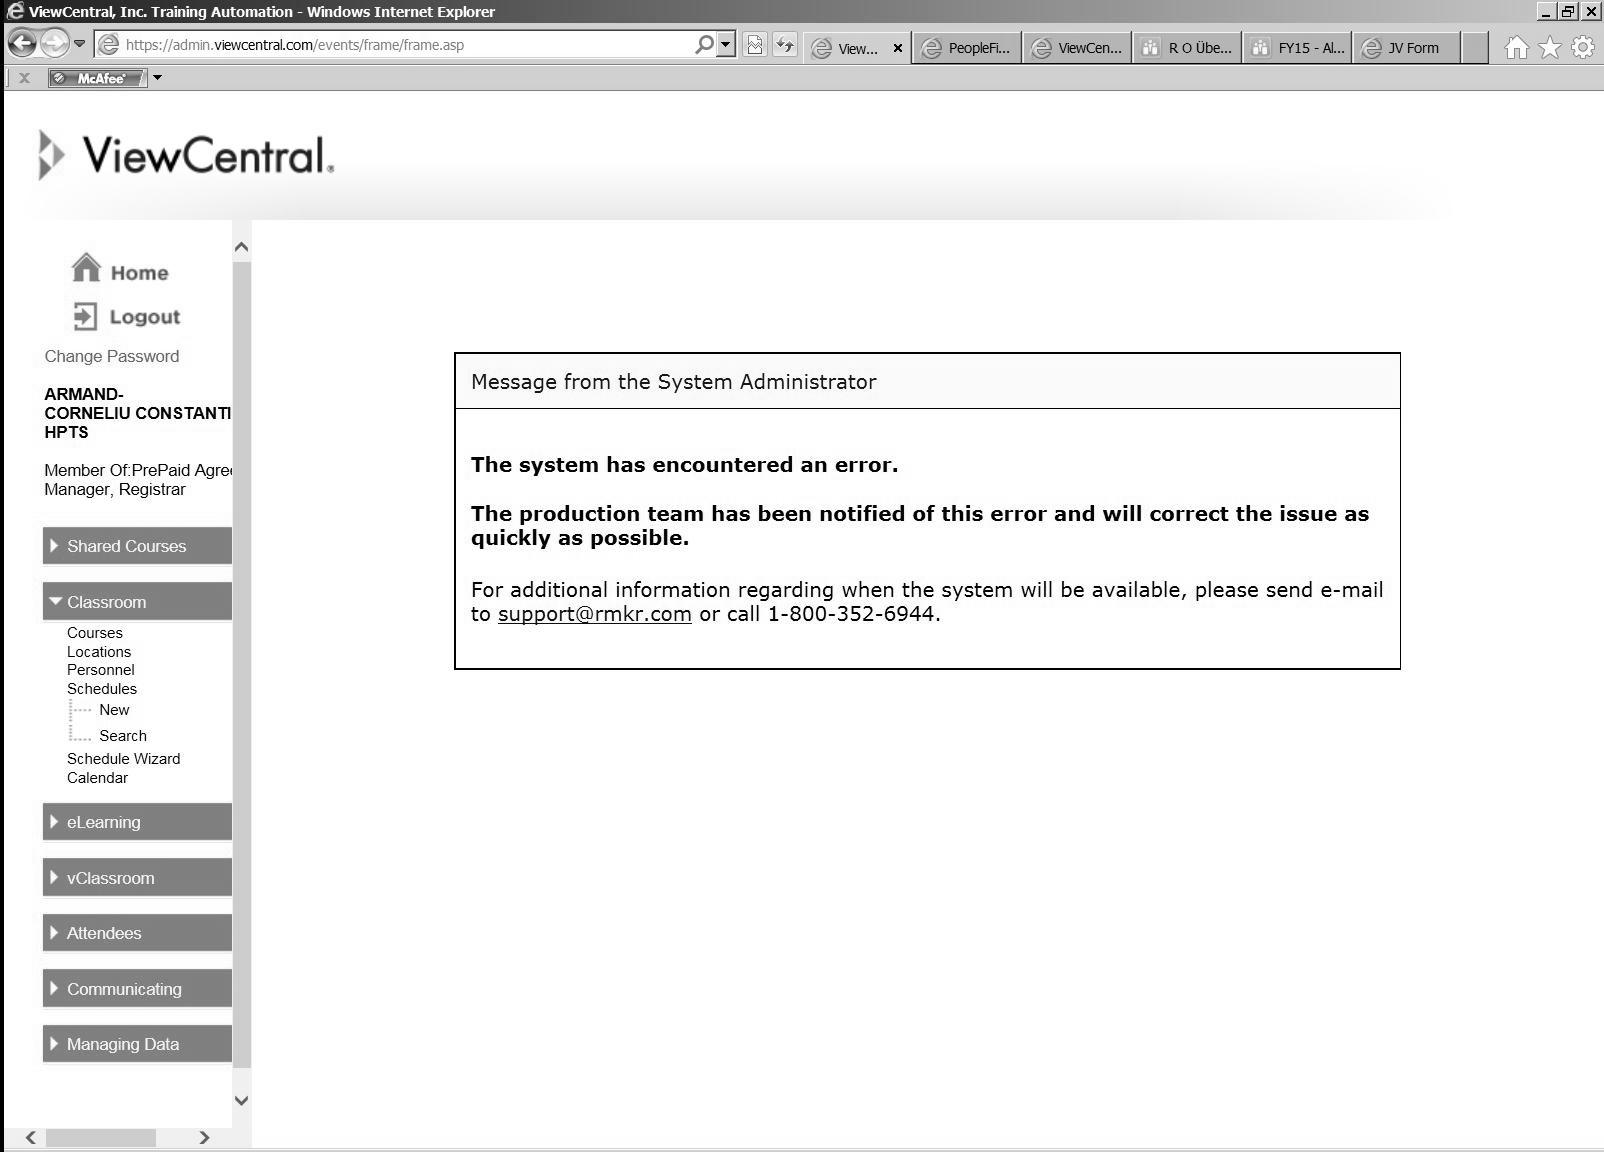 ViewCentral, Inc. Training Automation - Windows Internet Explorer
https://admin.viewcentral.com/events/frame/frame.asp
View...
PeopleFi...
ViewCen...
R O Übe...
FY15 - Al...
JV Form
McAfee
ViewCentral.
Home
Logout
Change Password
ARMAND-
CORNELIU CONSTANTI
HPTS
Member Of:PrePaid Agree
Manager, Registrar
Shared Courses
Classroom
Courses
Locations
Personnel
Schedules
New
Search
Schedule Wizard
Calendar
eLearning
vClassroom
Attendees
Communicating
Managing Data
Message from the System Administrator
The system has encountered an error.
The production team has been notified of this error and will correct the issue as
quickly as possible.
For additional information regarding when the system will be available, please send e-mail
to support@rmkr.com or call 1-800-352-6944.